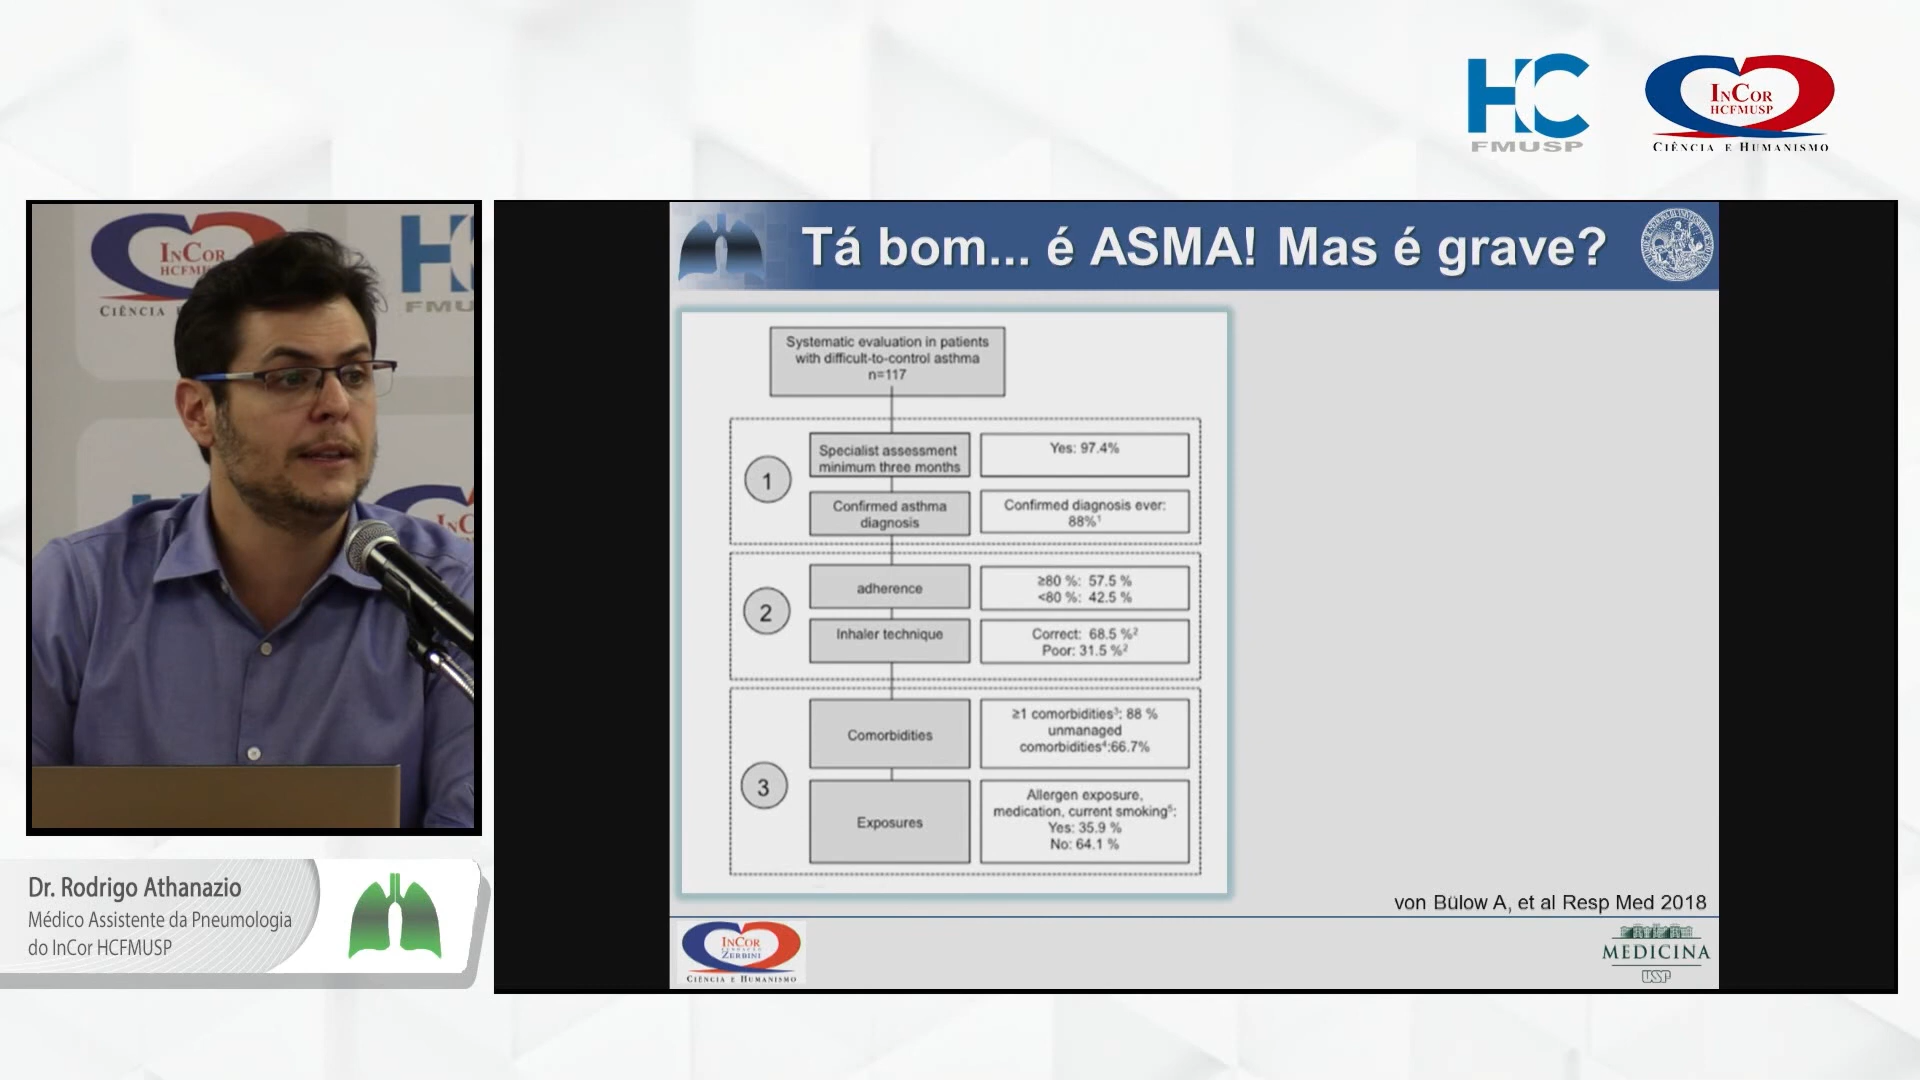 HC
FMUSP
INCOR
HCFMUSP
CIÊNCIA E HUMANISMO
INCOR
HCFMU
CIÊNCIA
HC
FMU
INC
Tá bom... é ASMA! Mas é grave?
Systematic evaluation in patients
with difficult-to-control asthma
n=117
1
Specialist assessment
minimum three months
Yes: 97.4%
Confirmed asthma
diagnosis
Confirmed diagnosis ever:
88%¹
2
adherence
≥80 %: 57.5 %
<80 %: 42.5 %
Inhaler technique
Correct: 68.5 %²
Poor: 31.5 %²
3
Comorbidities
≥1 comorbidities³: 88 %
unmanaged
comorbidities⁴:66.7%
Exposures
Allergen exposure,
medication, current smoking⁵:
Yes: 35.9 %
No: 64.1 %
von Bülow A, et al Resp Med 2018
INCOR
FUNDAÇÃO
ZERBINI
CIÊNCIA E HUMANISMO
MEDICINA
USP
Dr. Rodrigo Athanazio
Médico Assistente da Pneumologia
do InCor HCFMUSP